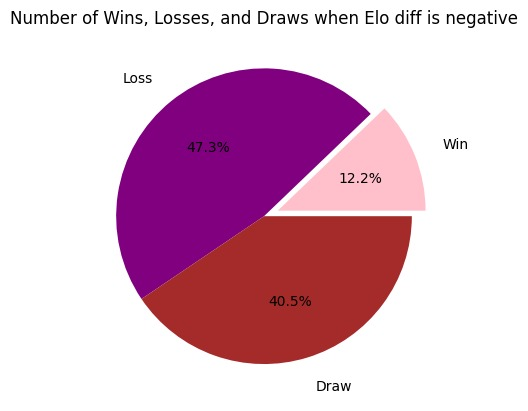 Number of Wins, Losses, and Draws when Elo diff is negative
Loss
47.3%
Win
12.2%
40.5%
Draw